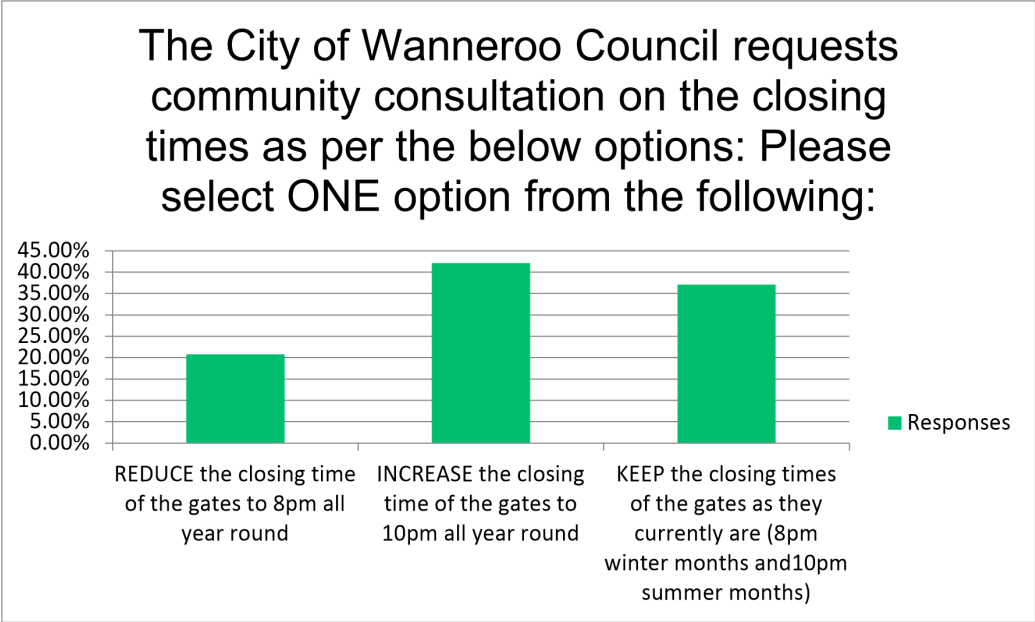 The City of Wanneroo Council requests
community consultation on the closing
times as per the below options: Please
select ONE option from the following:
45.00%
40.00%
35.00%
30.00%
25.00%
20.00%
15.00%
10.00%
5.00%
0.00%
REDUCE the closing time
of the gates to 8pm all
year round
INCREASE the closing
time of the gates to
10pm all year round
KEEP the closing times
of the gates as they
currently are (8pm
winter months and10pm
summer months)
Responses